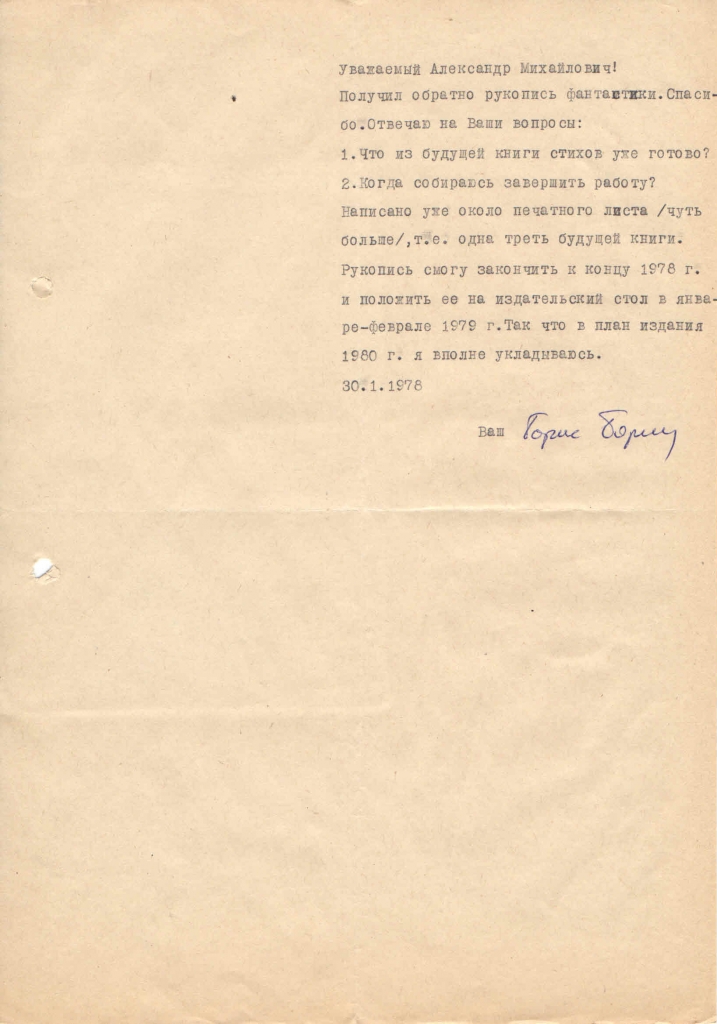 Уважаемый Александр Михайлович!
Получил обратно рукопись фантастики.Спаси-
бо.Отвечаю на Ваши вопросы:
1.Что из будущей книги стихов уже готово?
2.Когда собираюсь завершить работу?
Написано уже около печатного листа /чуть
больше/,т.е. одна треть будущей книги.
Рукопись смогу закончить к концу 1978 г.
и положить ее на издательский стол в янва-
ре-феврале 1979 г.Так что в план издания
1980 г. я вполне укладываюсь.
30.1.1978
Ваш Борис